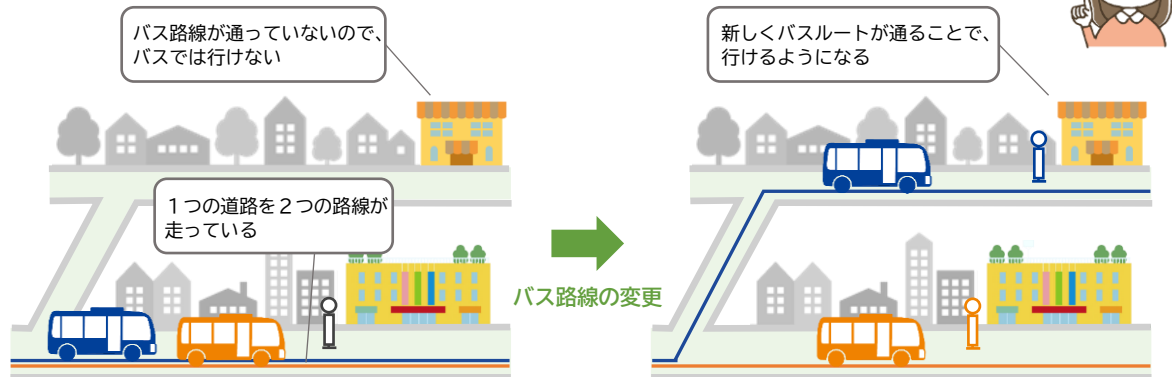 バス路線が通っていないので、
バスでは行けない
１つの道路を２つの路線が
走っている
バス路線の変更
新しくバスルートが通ることで、
行けるようになる